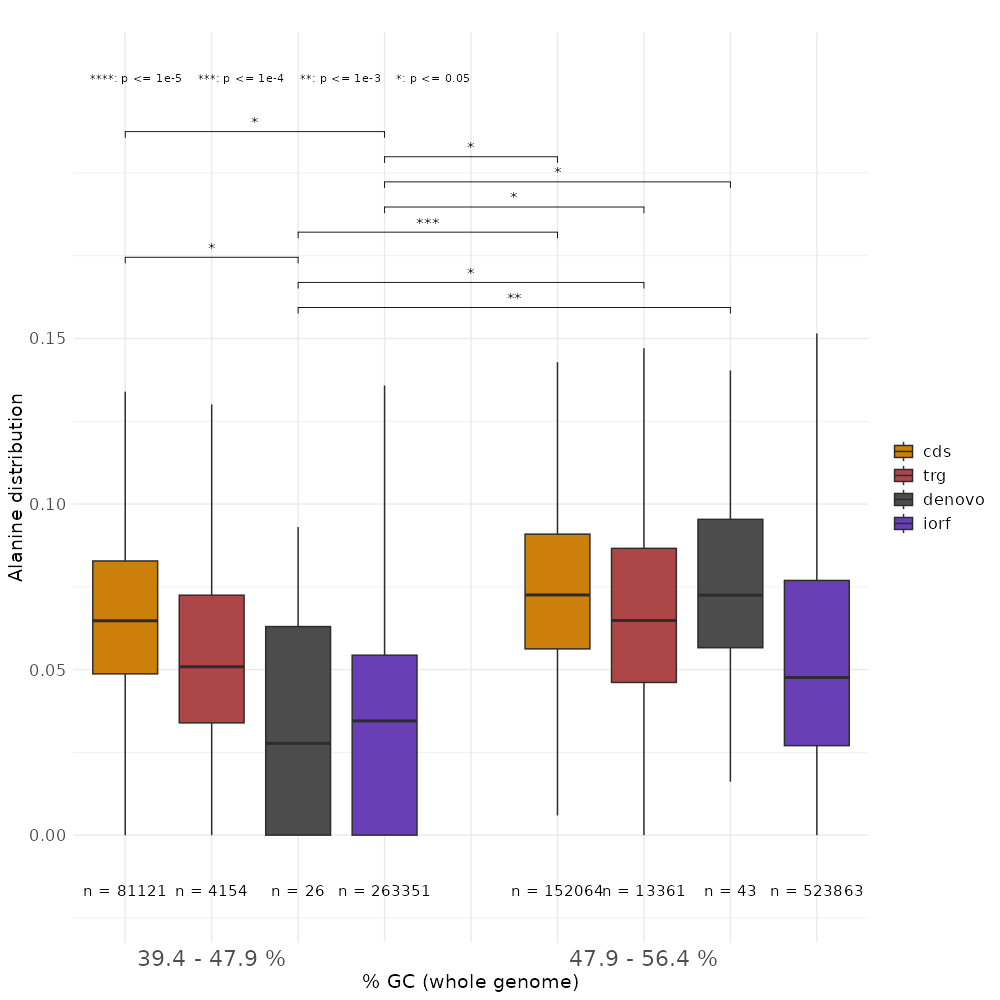 ****: p <= 1e-5 ***: p <= 1e-4 **: p <= 1e-3 *: p <= 0.05
*
*
*
*
***
*
*
**
0.15
0.10
0.05
0.00
Alanine distribution
cds
trg
denovo
iorf
n = 81121 n = 4154 n = 26 n = 263351 n = 152064 n = 13361 n = 43 n = 523863
39.4 - 47.9 % 47.9 - 56.4 %
% GC (whole genome)